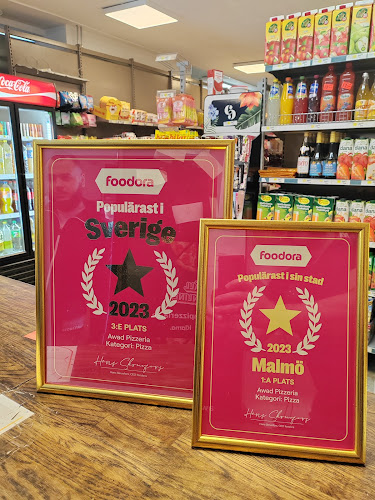 Coca-Cola
foodora
Populärast i
Sverige
2023
3:E PLATS
Awad Pizzeria
Kategori: Pizza
foodora
Populärast i sin stad
2023
Malmö
1:A PLATS
Awad Pizzeria
Kategori: Pizza